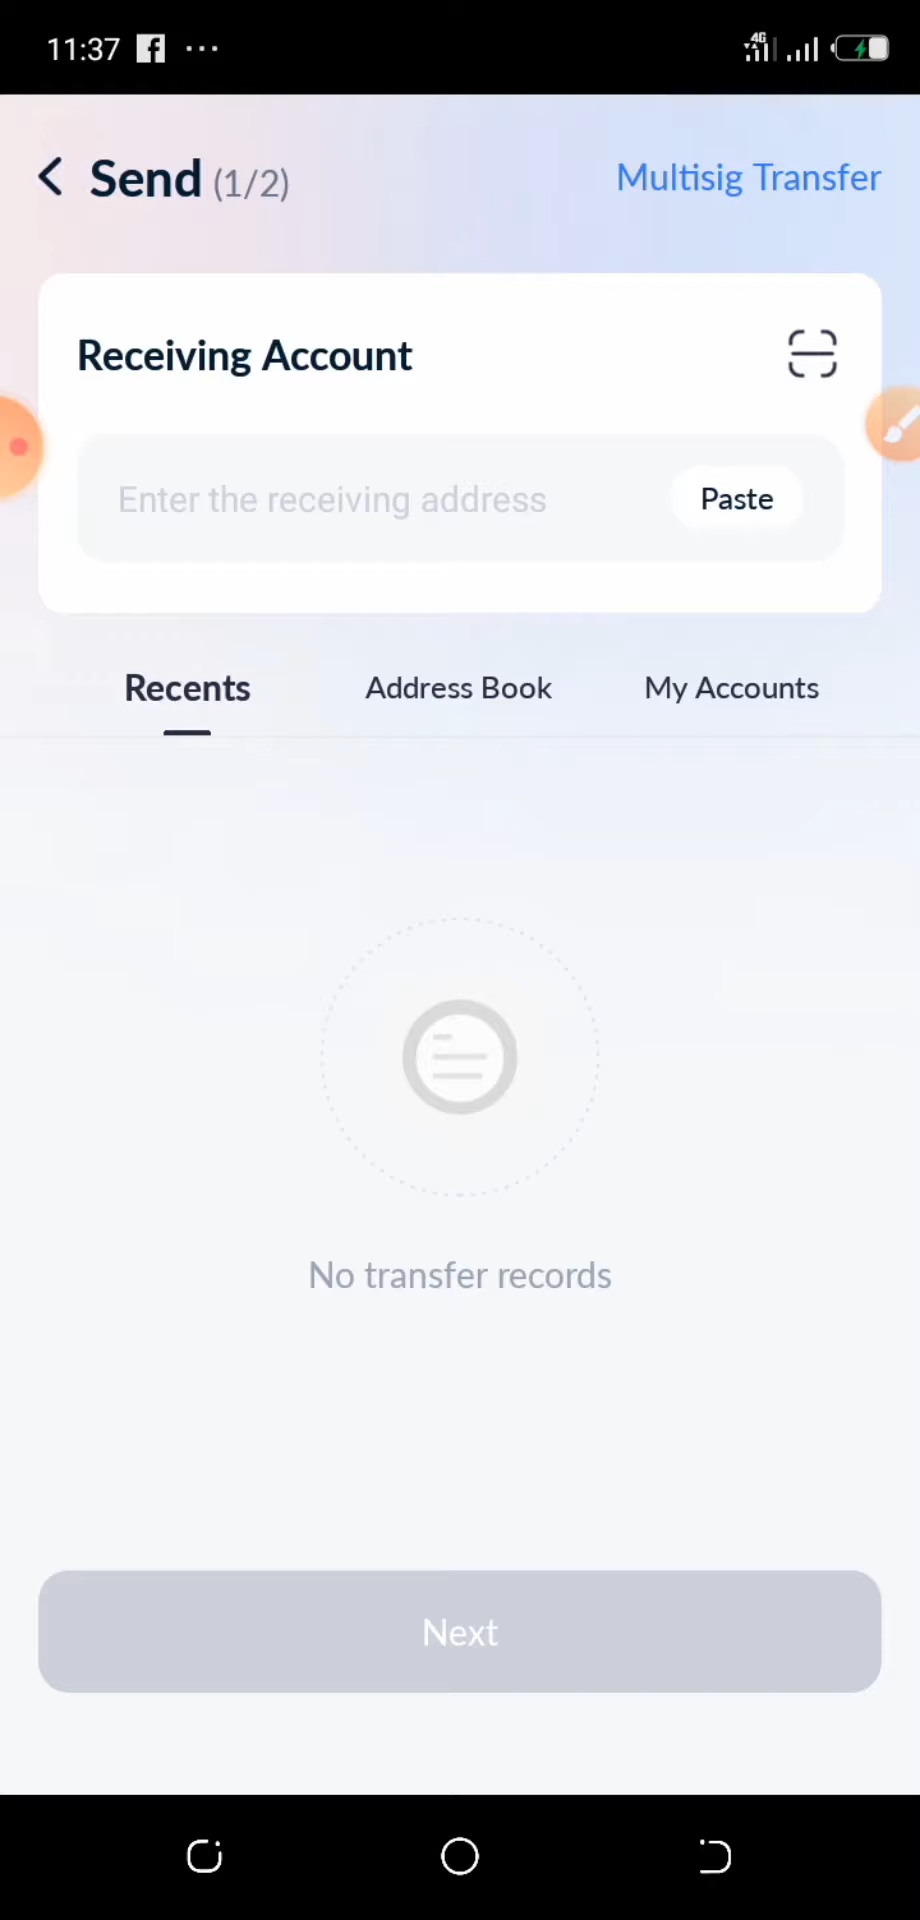 11:37 ...
4G
Send (1/2) Multisig Transfer
Receiving Account
Enter the receiving address Paste
Recents Address Book My Accounts
No transfer records
Next